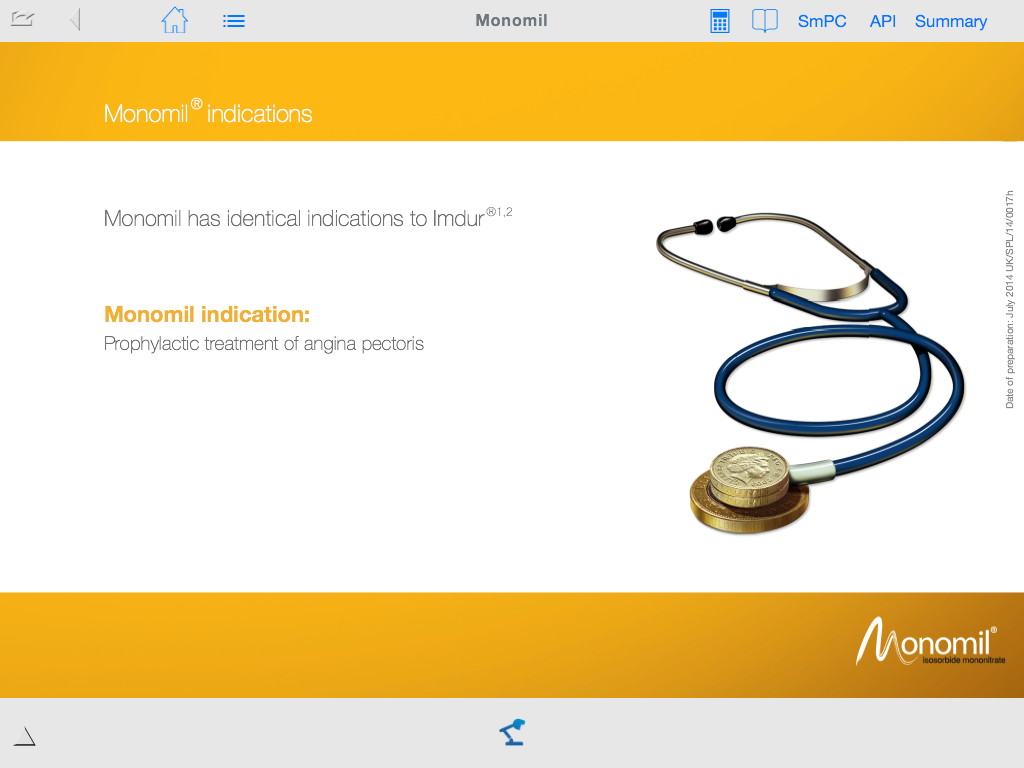 Monomil
SmPC API Summary
Monomil® indications
Monomil has identical indications to Imdur®1,2
Monomil indication:
Prophylactic treatment of angina pectoris
Date of preparation: July 2014 UK/SPL/14/0017h
Monomil®
isosorbide mononitrate